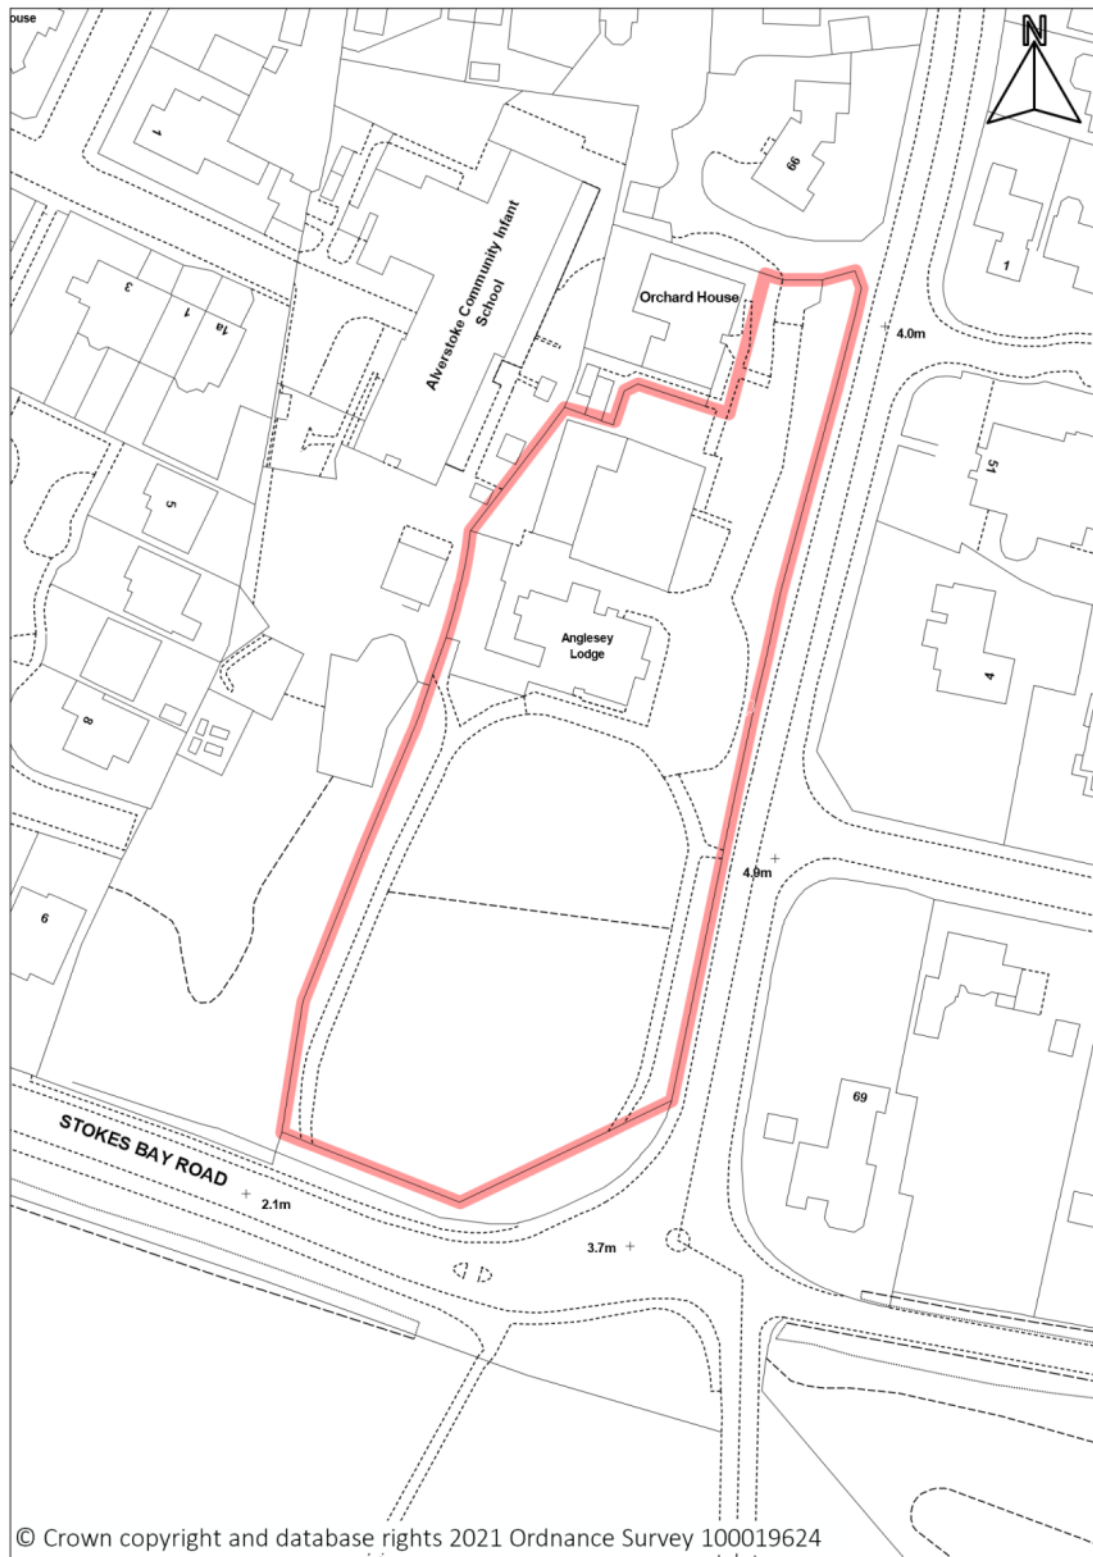 ouse
N
1
66
1
Alverstoke Community Infant
School
Orchard House
3
1
1a
4.0m
51
5
Anglesey
Lodge
4
8
4.9m
6
69
STOKES BAY ROAD
2.1m
3.7m
© Crown copyright and database rights 2021 Ordnance Survey 100019624